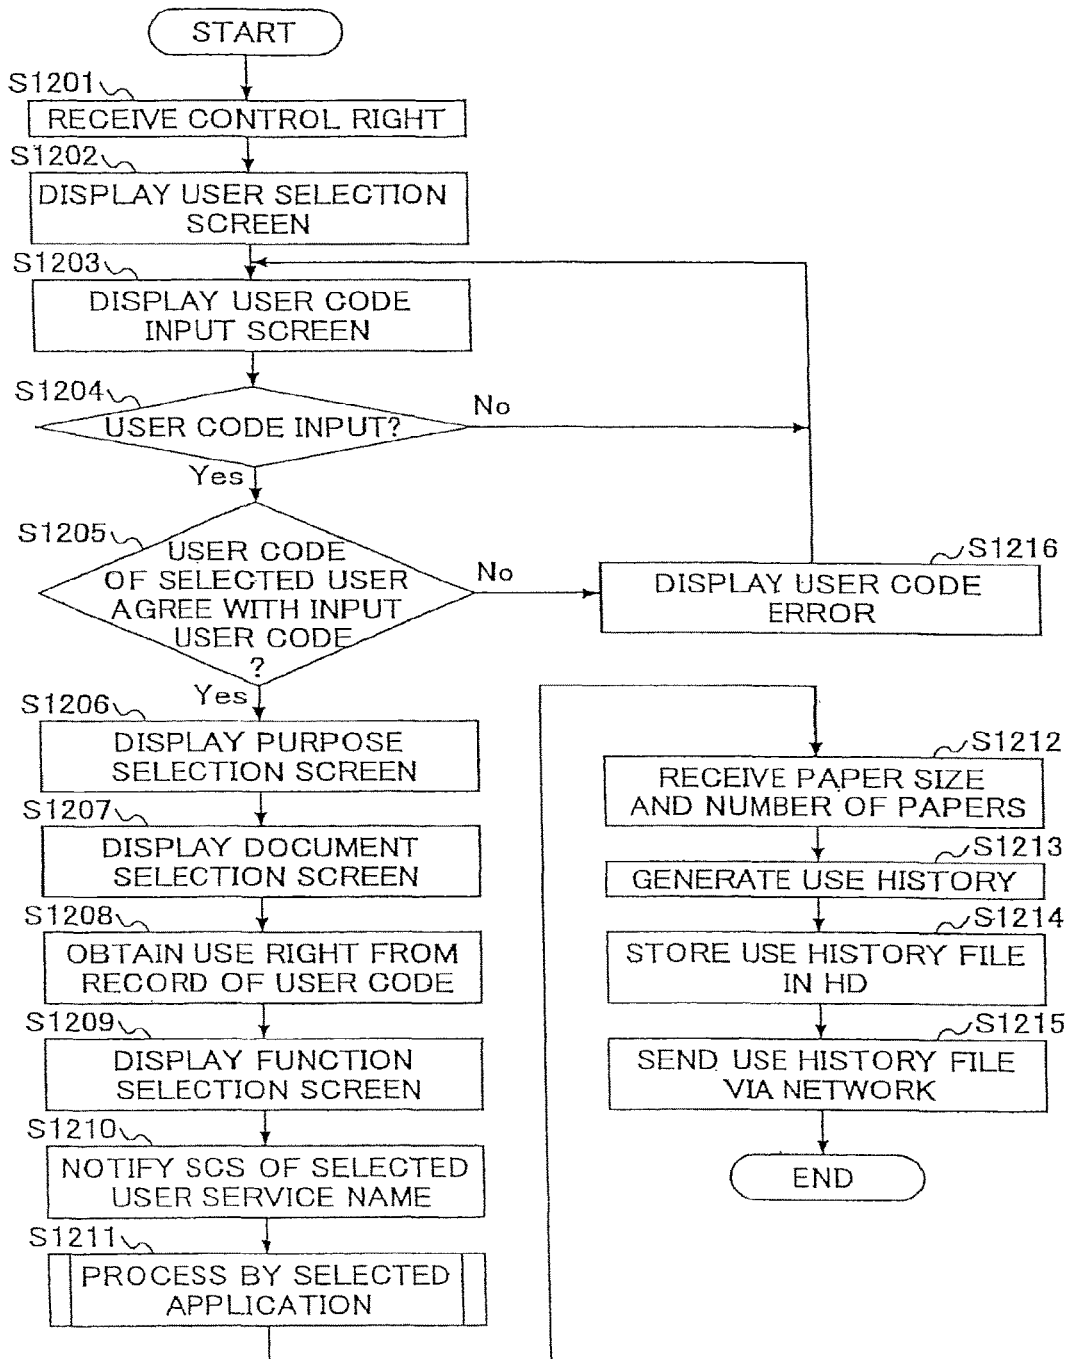 START
S1201
RECEIVE CONTROL RIGHT
S1202
DISPLAY USER SELECTION
SCREEN
S1203
DISPLAY USER CODE
INPUT SCREEN
S1204
USER CODE INPUT?
No
Yes
S1205
USER CODE
OF SELECTED USER
AGREE WITH INPUT
USER CODE
?
No
Yes
S1216
DISPLAY USER CODE
ERROR
S1206
DISPLAY PURPOSE
SELECTION SCREEN
S1207
DISPLAY DOCUMENT
SELECTION SCREEN
S1208
OBTAIN USE RIGHT FROM
RECORD OF USER CODE
S1209
DISPLAY FUNCTION
SELECTION SCREEN
S1210
NOTIFY SCS OF SELECTED
USER SERVICE NAME
S1211
PROCESS BY SELECTED
APPLICATION
S1212
RECEIVE PAPER SIZE
AND NUMBER OF PAPERS
S1213
GENERATE USE HISTORY
S1214
STORE USE HISTORY FILE
IN HD
S1215
SEND USE HISTORY FILE
VIA NETWORK
END